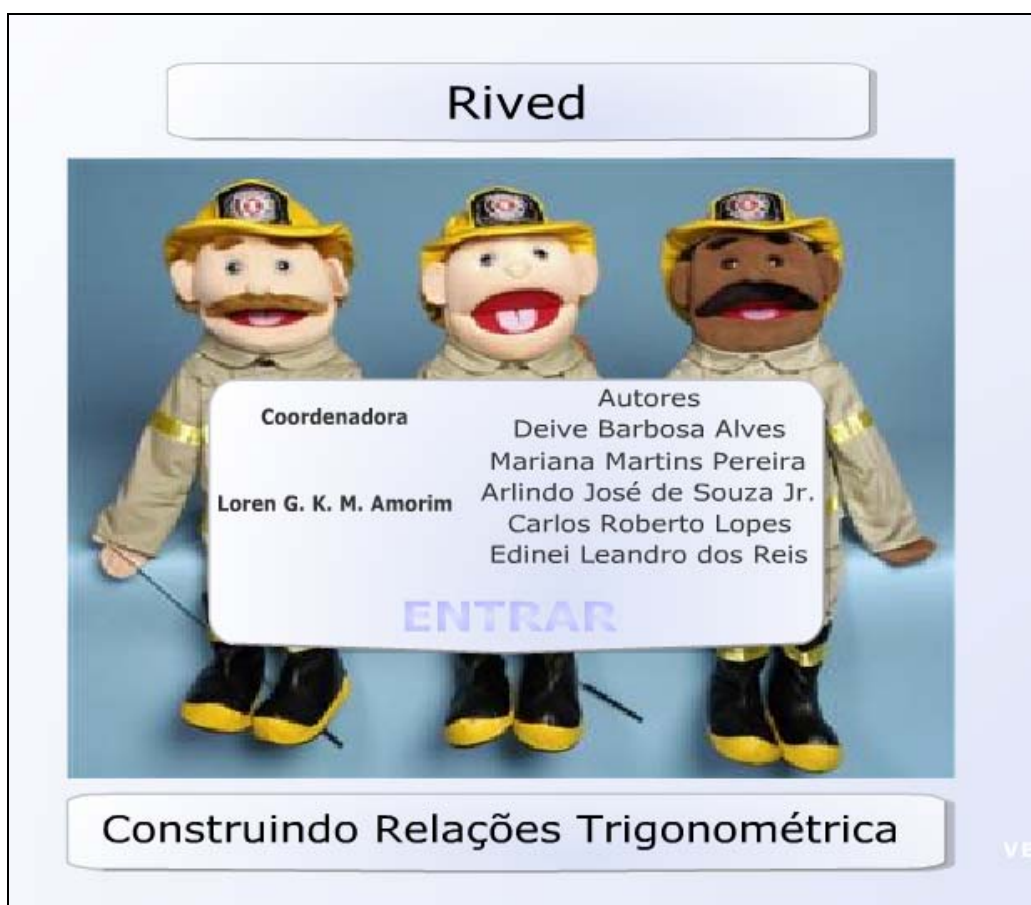 Rived
Coordenadora
Loren G. K. M. Amorim
Autores
Deive Barbosa Alves
Mariana Martins Pereira
Arlindo José de Souza Jr.
Carlos Roberto Lopes
Edinei Leandro dos Reis
ENTRAR
Construindo Relações Trigonométrica